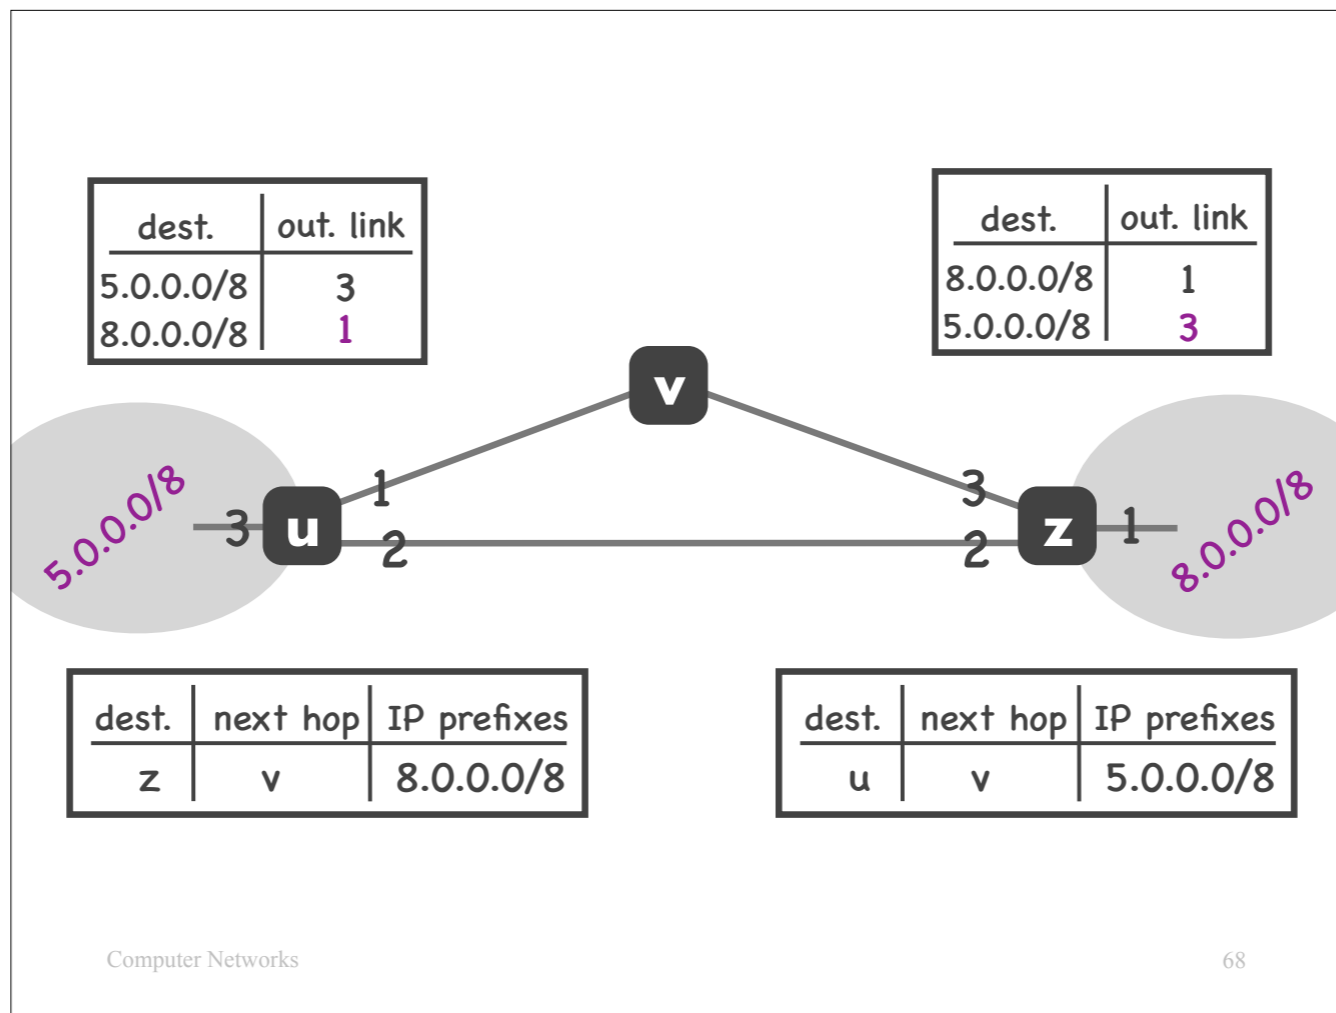 dest. out. link
5.0.0.0/8 3
8.0.0.0/8 1
dest. out. link
8.0.0.0/8 1
5.0.0.0/8 3
v
5.0.0.0/8
3
u
1
2
3
2
z
1
8.0.0.0/8
dest. next hop IP prefixes
z v 8.0.0.0/8
dest. next hop IP prefixes
u v 5.0.0.0/8
Computer Networks 68